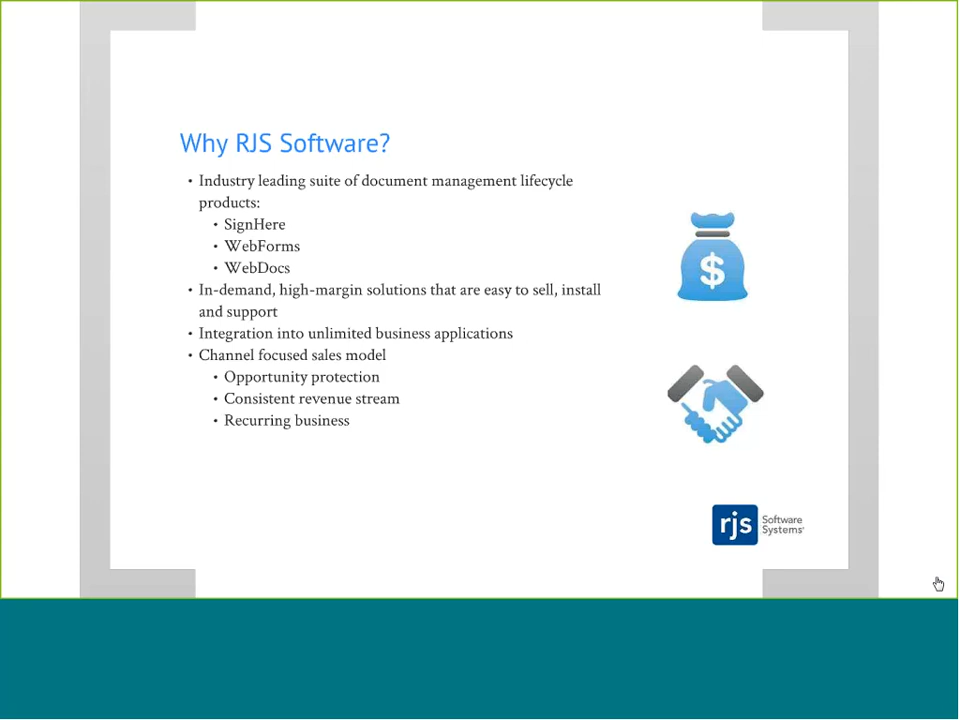 Why RJS Software?
• Industry leading suite of document management lifecycle
products:
• SignHere
• WebForms
• WebDocs
• In-demand, high-margin solutions that are easy to sell, install
and support
• Integration into unlimited business applications
• Channel focused sales model
• Opportunity protection
• Consistent revenue stream
• Recurring business
$
rjs Software
Systems